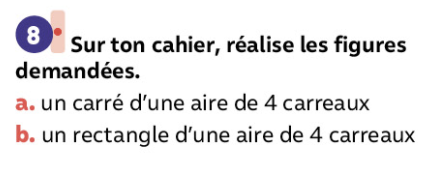 8 Sur ton cahier, réalise les figures
demandées.
a. un carré d'une aire de 4 carreaux
b. un rectangle d'une aire de 4 carreaux